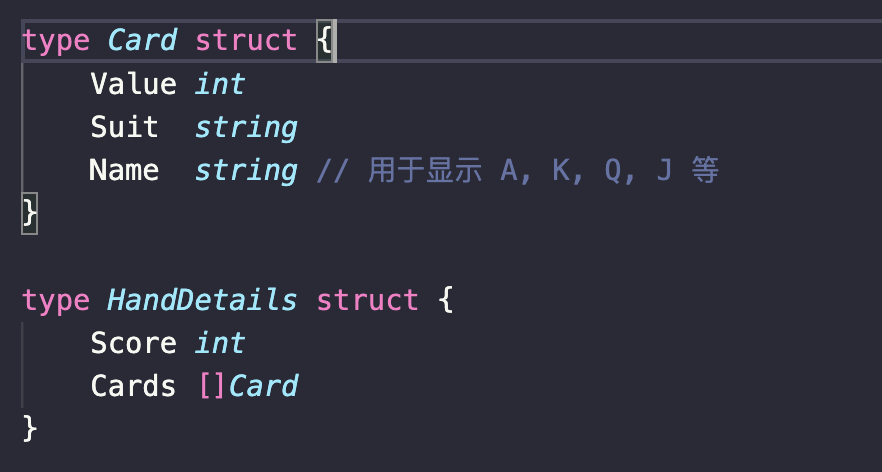 type Card struct {
    Value int
    Suit  string
    Name  string // 用于显示 A, K, Q, J 等
}

type HandDetails struct {
    Score int
    Cards []Card
}